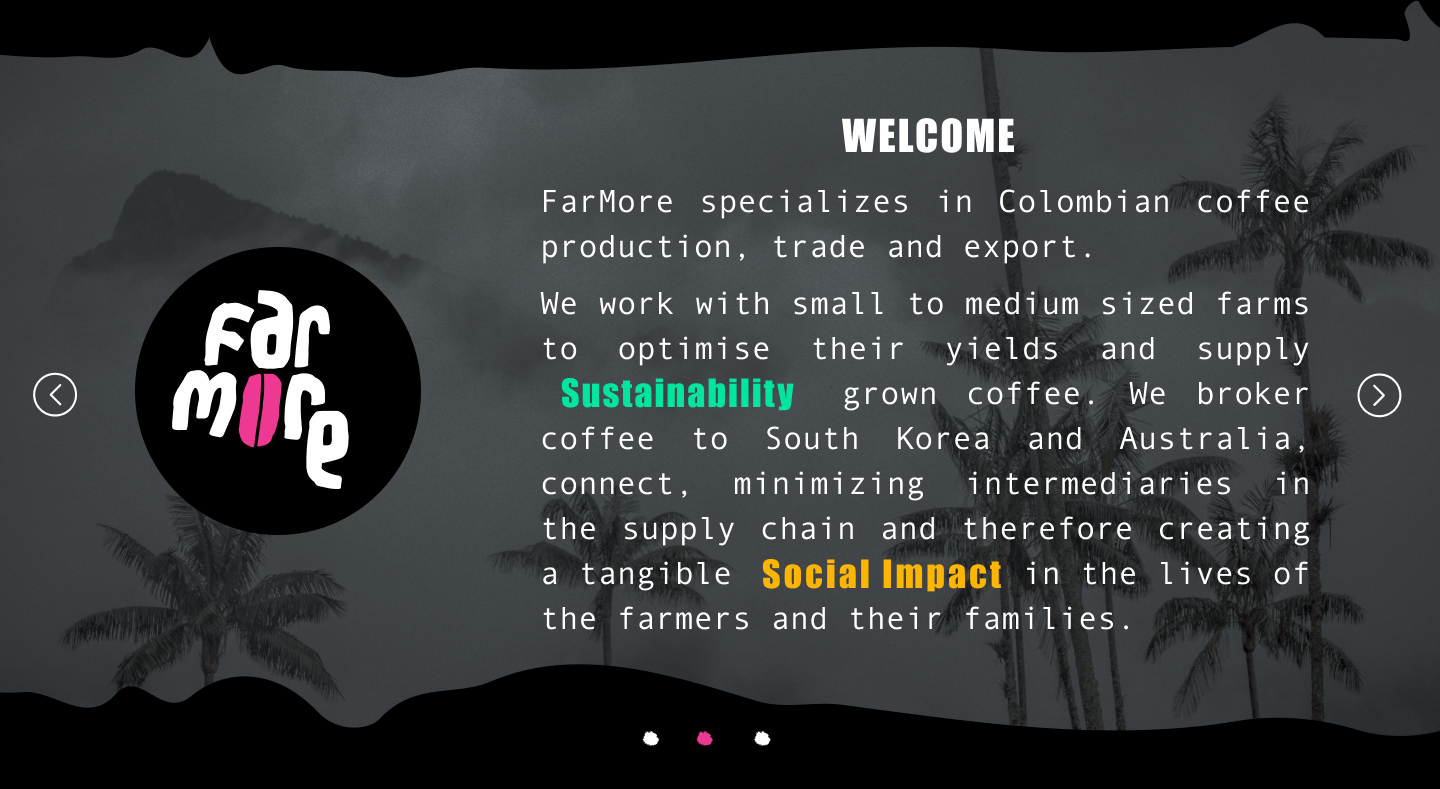 WELCOME
FarMore specializes in Colombian coffee
production, trade and export.
We work with small to medium sized farms
to optimise their yields and supply
Sustainability grown coffee. We broker
coffee to South Korea and Australia,
connect, minimizing intermediaries in
the supply chain and therefore creating
a tangible Social Impact in the lives of
the farmers and their families.
Far
more